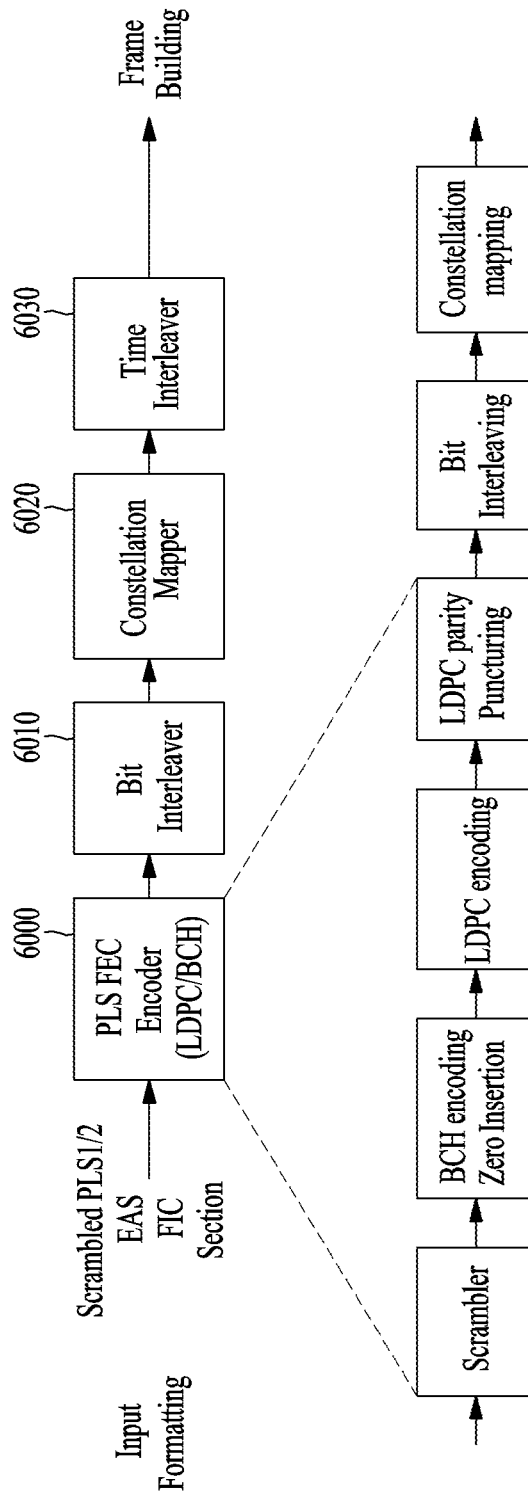 Input
Formatting
Scrambled PLS1/2
EAS
FIC
Section
6000
PLS FEC
Encoder
(LDPC/BCH)
6010
Bit
Interleaver
6020
Constellation
Mapper
6030
Time
Interleaver
Frame
Building
Scrambler
BCH encoding
Zero Insertion
LDPC encoding
LDPC parity
Puncturing
Bit
Interleaving
Constellation
mapping